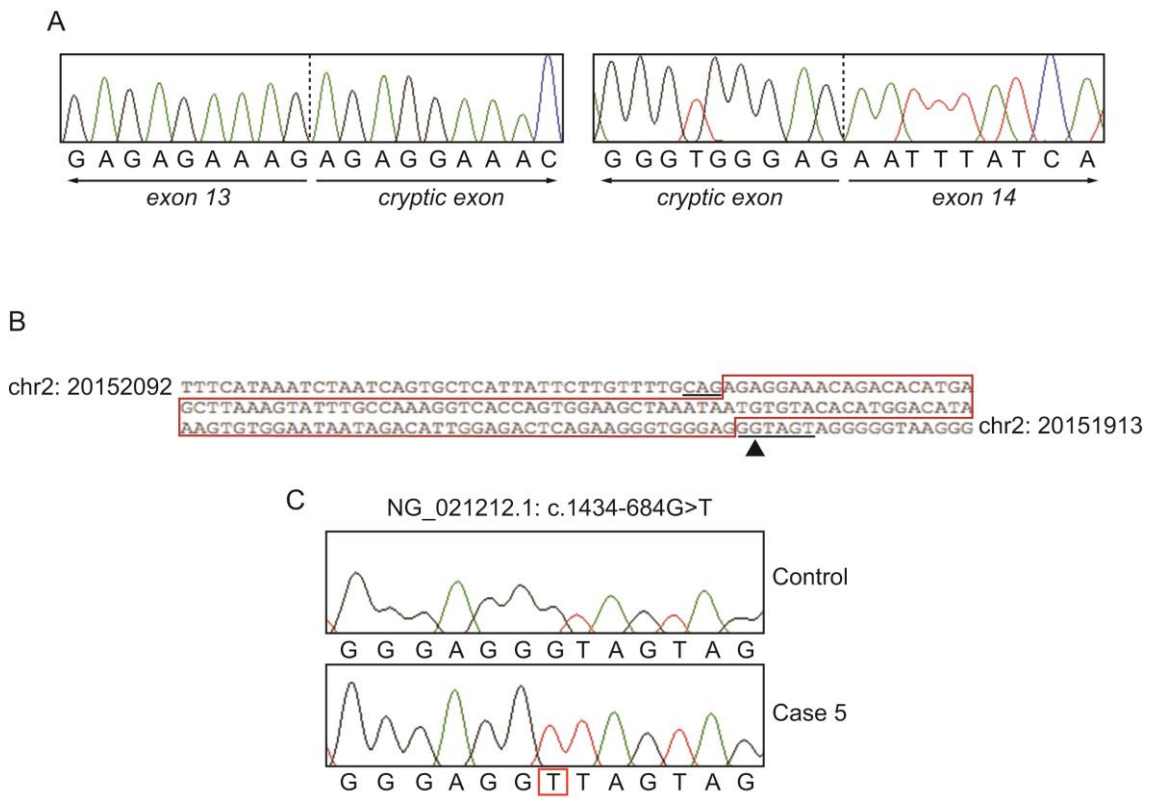 A
G A G A G A A A G A G A G G A A A C
G G G T G G G A G A A T T T A T C A
exon 13 cryptic exon
cryptic exon exon 14
B
chr2: 20152092 TTTCATAAATCTAATCAGTGCTCATTATTCTTGTTTTGCAGAGAGGAAACAGACACATGA
GCTTAAAGTATTTGCCAAAGGTCACCAGTGGAAGCTAAATAATGTGTACACATGGACATA
AAGTGTGGAATAATAGACATTGGAGACTCAGAAGGGTGGGAGGGTAGTAGGGGGTAAGGG chr2: 20151913
C
NG_021212.1: c.1434-684G>T
Control
G G G A G G G T A G T A G
Case 5
G G G A G G T T A G T A G